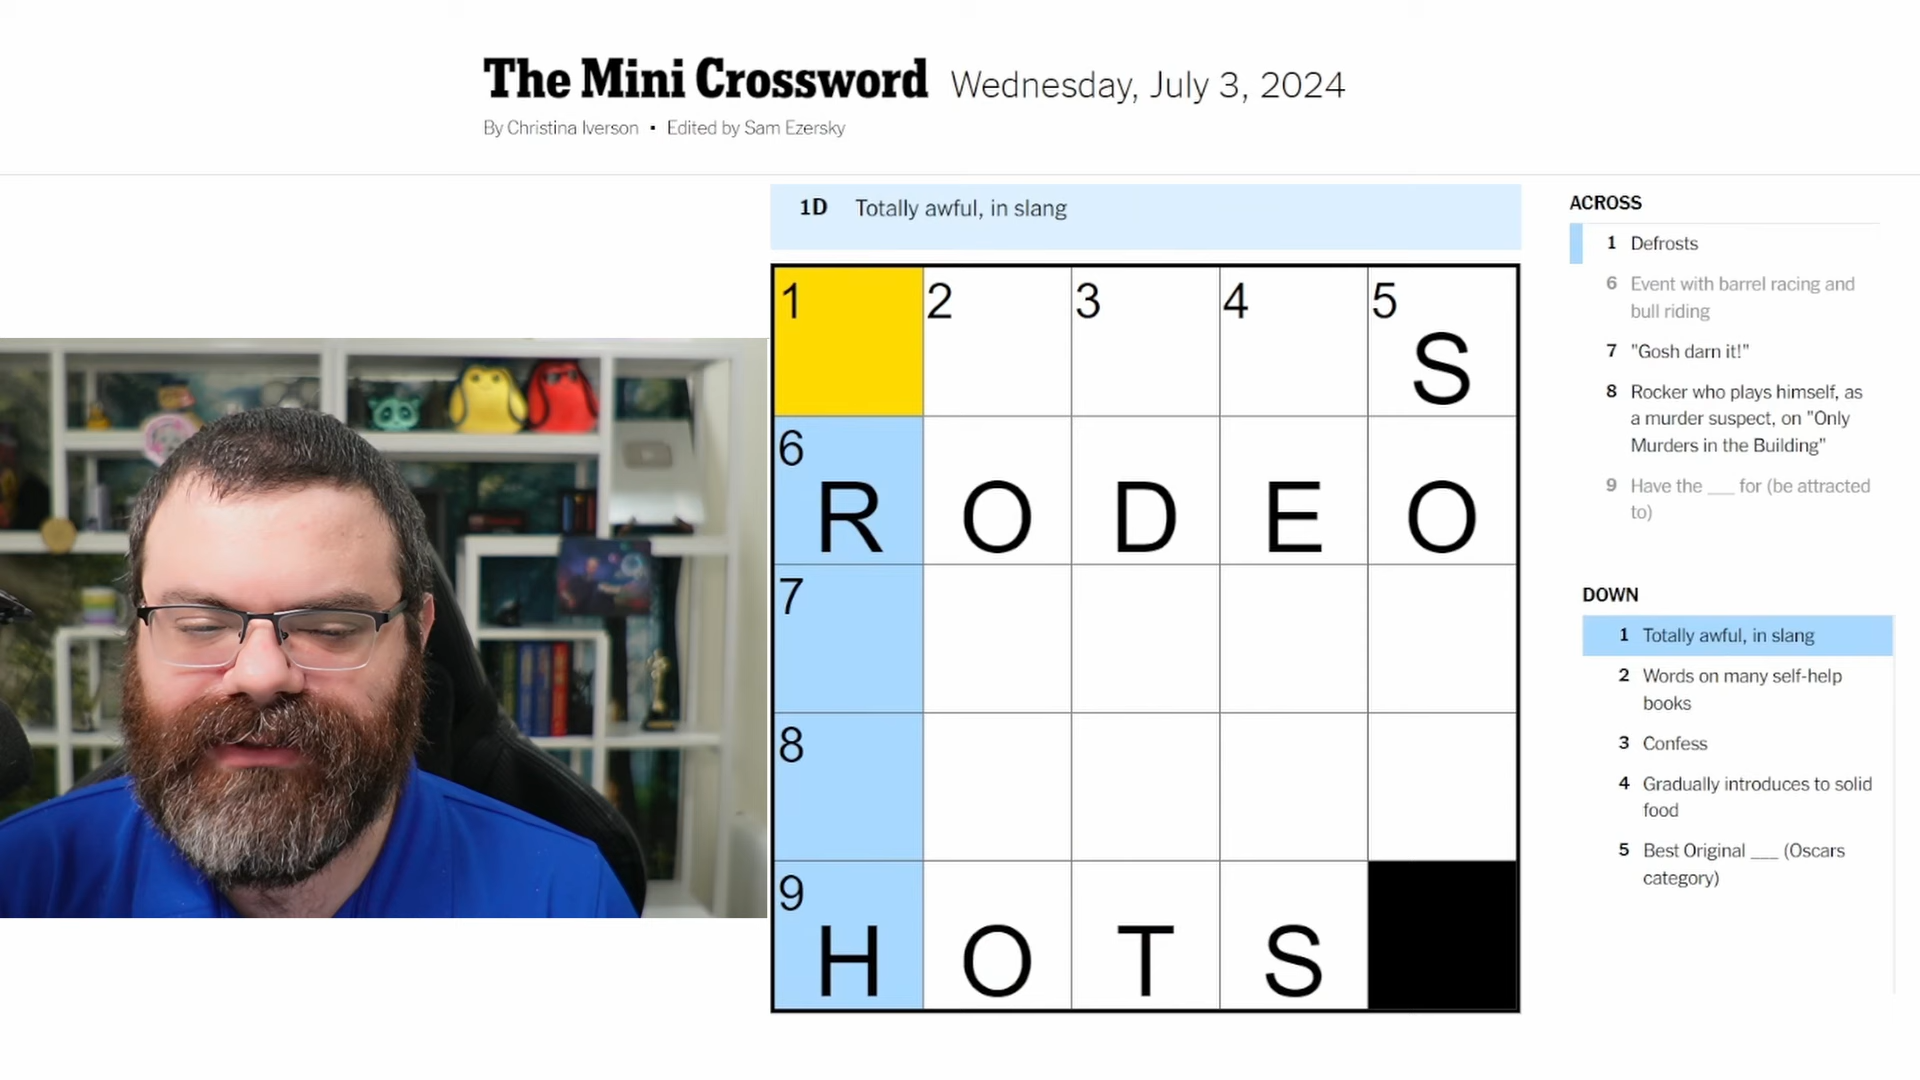 The Mini Crossword Wednesday, July 3, 2024
By Christina Iverson • Edited by Sam Ezersky
1D Totally awful, in slang
1 2 3 4 5
S
6
R O D E O
7
8
9
H O T S
ACROSS
1 Defrosts
6 Event with barrel racing and
bull riding
7 "Gosh darn it!"
8 Rocker who plays himself, as
a murder suspect, on "Only
Murders in the Building"
9 Have the ___ for (be attracted
to)
DOWN
1 Totally awful, in slang
2 Words on many self-help
books
3 Confess
4 Gradually introduces to solid
food
5 Best Original ___ (Oscars
category)